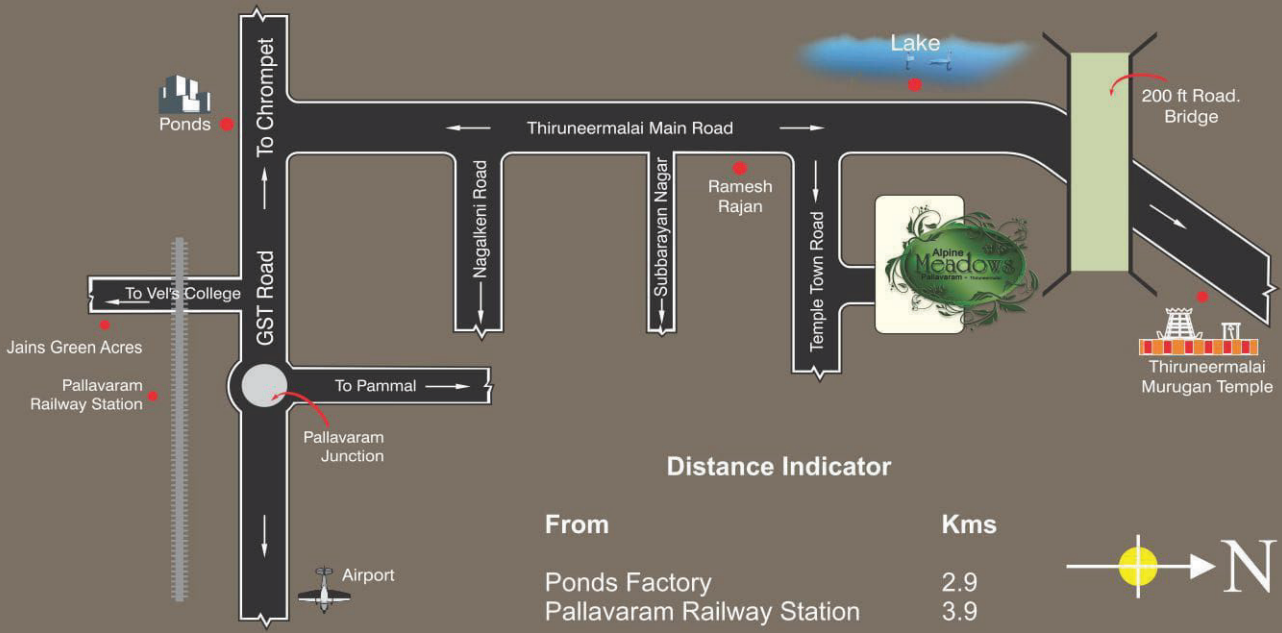 Lake
200 ft Road.
Bridge
Ponds
To Chrompet
Thiruneermalai Main Road
Nagalkeni Road
Subbarayan Nagar
Ramesh
Rajan
Temple Town Road
Alpine
Meadows
Pallavaram • Thiruneermalai
To Vel's College
GST Road
Jains Green Acres
Pallavaram
Railway Station
To Pammal
Pallavaram
Junction
Thiruneermalai
Murugan Temple
Airport
Distance Indicator
From Kms
Ponds Factory 2.9
Pallavaram Railway Station 3.9
N